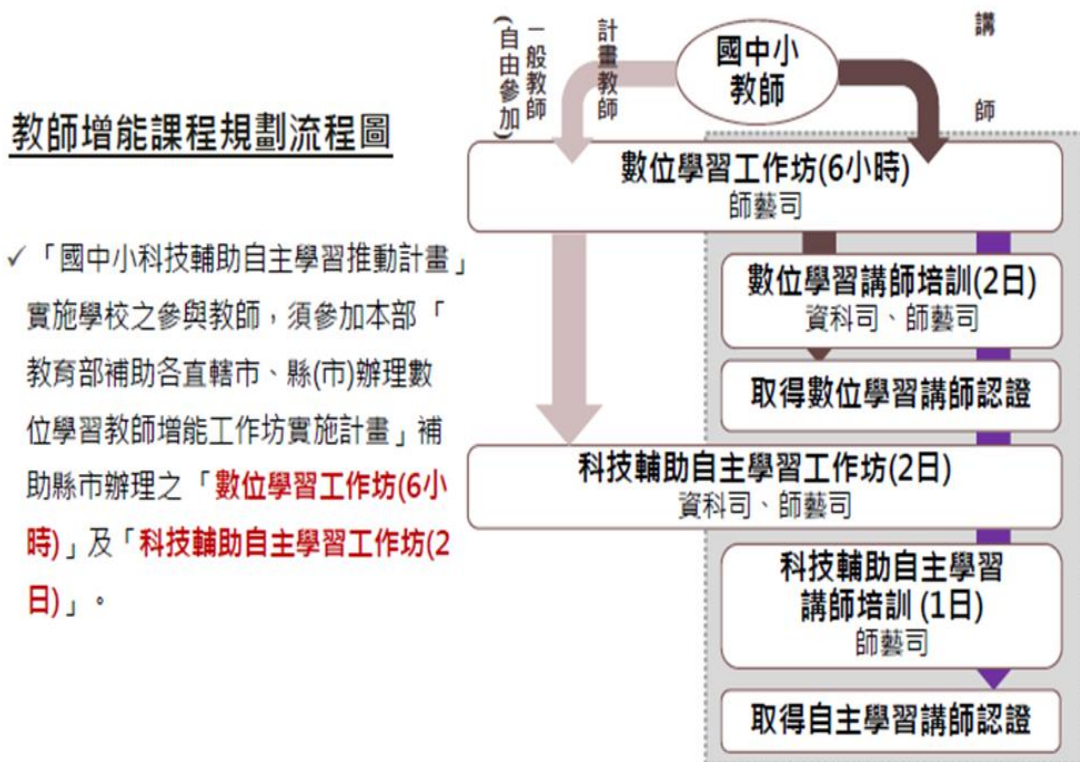 教師增能課程規劃流程圖
✓「國中小科技輔助自主學習推動計畫」
實施學校之參與教師，須參加本部「
教育部補助各直轄市、縣(市)辦理數
位學習教師增能工作坊實施計畫」補
助縣市辦理之「數位學習工作坊(6小
時)」及「科技輔助自主學習工作坊(2
日)」。
一般教師
(自由參加)
計畫教師
國中小
教師
講師
數位學習工作坊(6小時)
師藝司
數位學習講師培訓(2日)
資科司、師藝司
取得數位學習講師認證
科技輔助自主學習工作坊(2日)
資科司、師藝司
科技輔助自主學習
講師培訓 (1日)
師藝司
取得自主學習講師認證